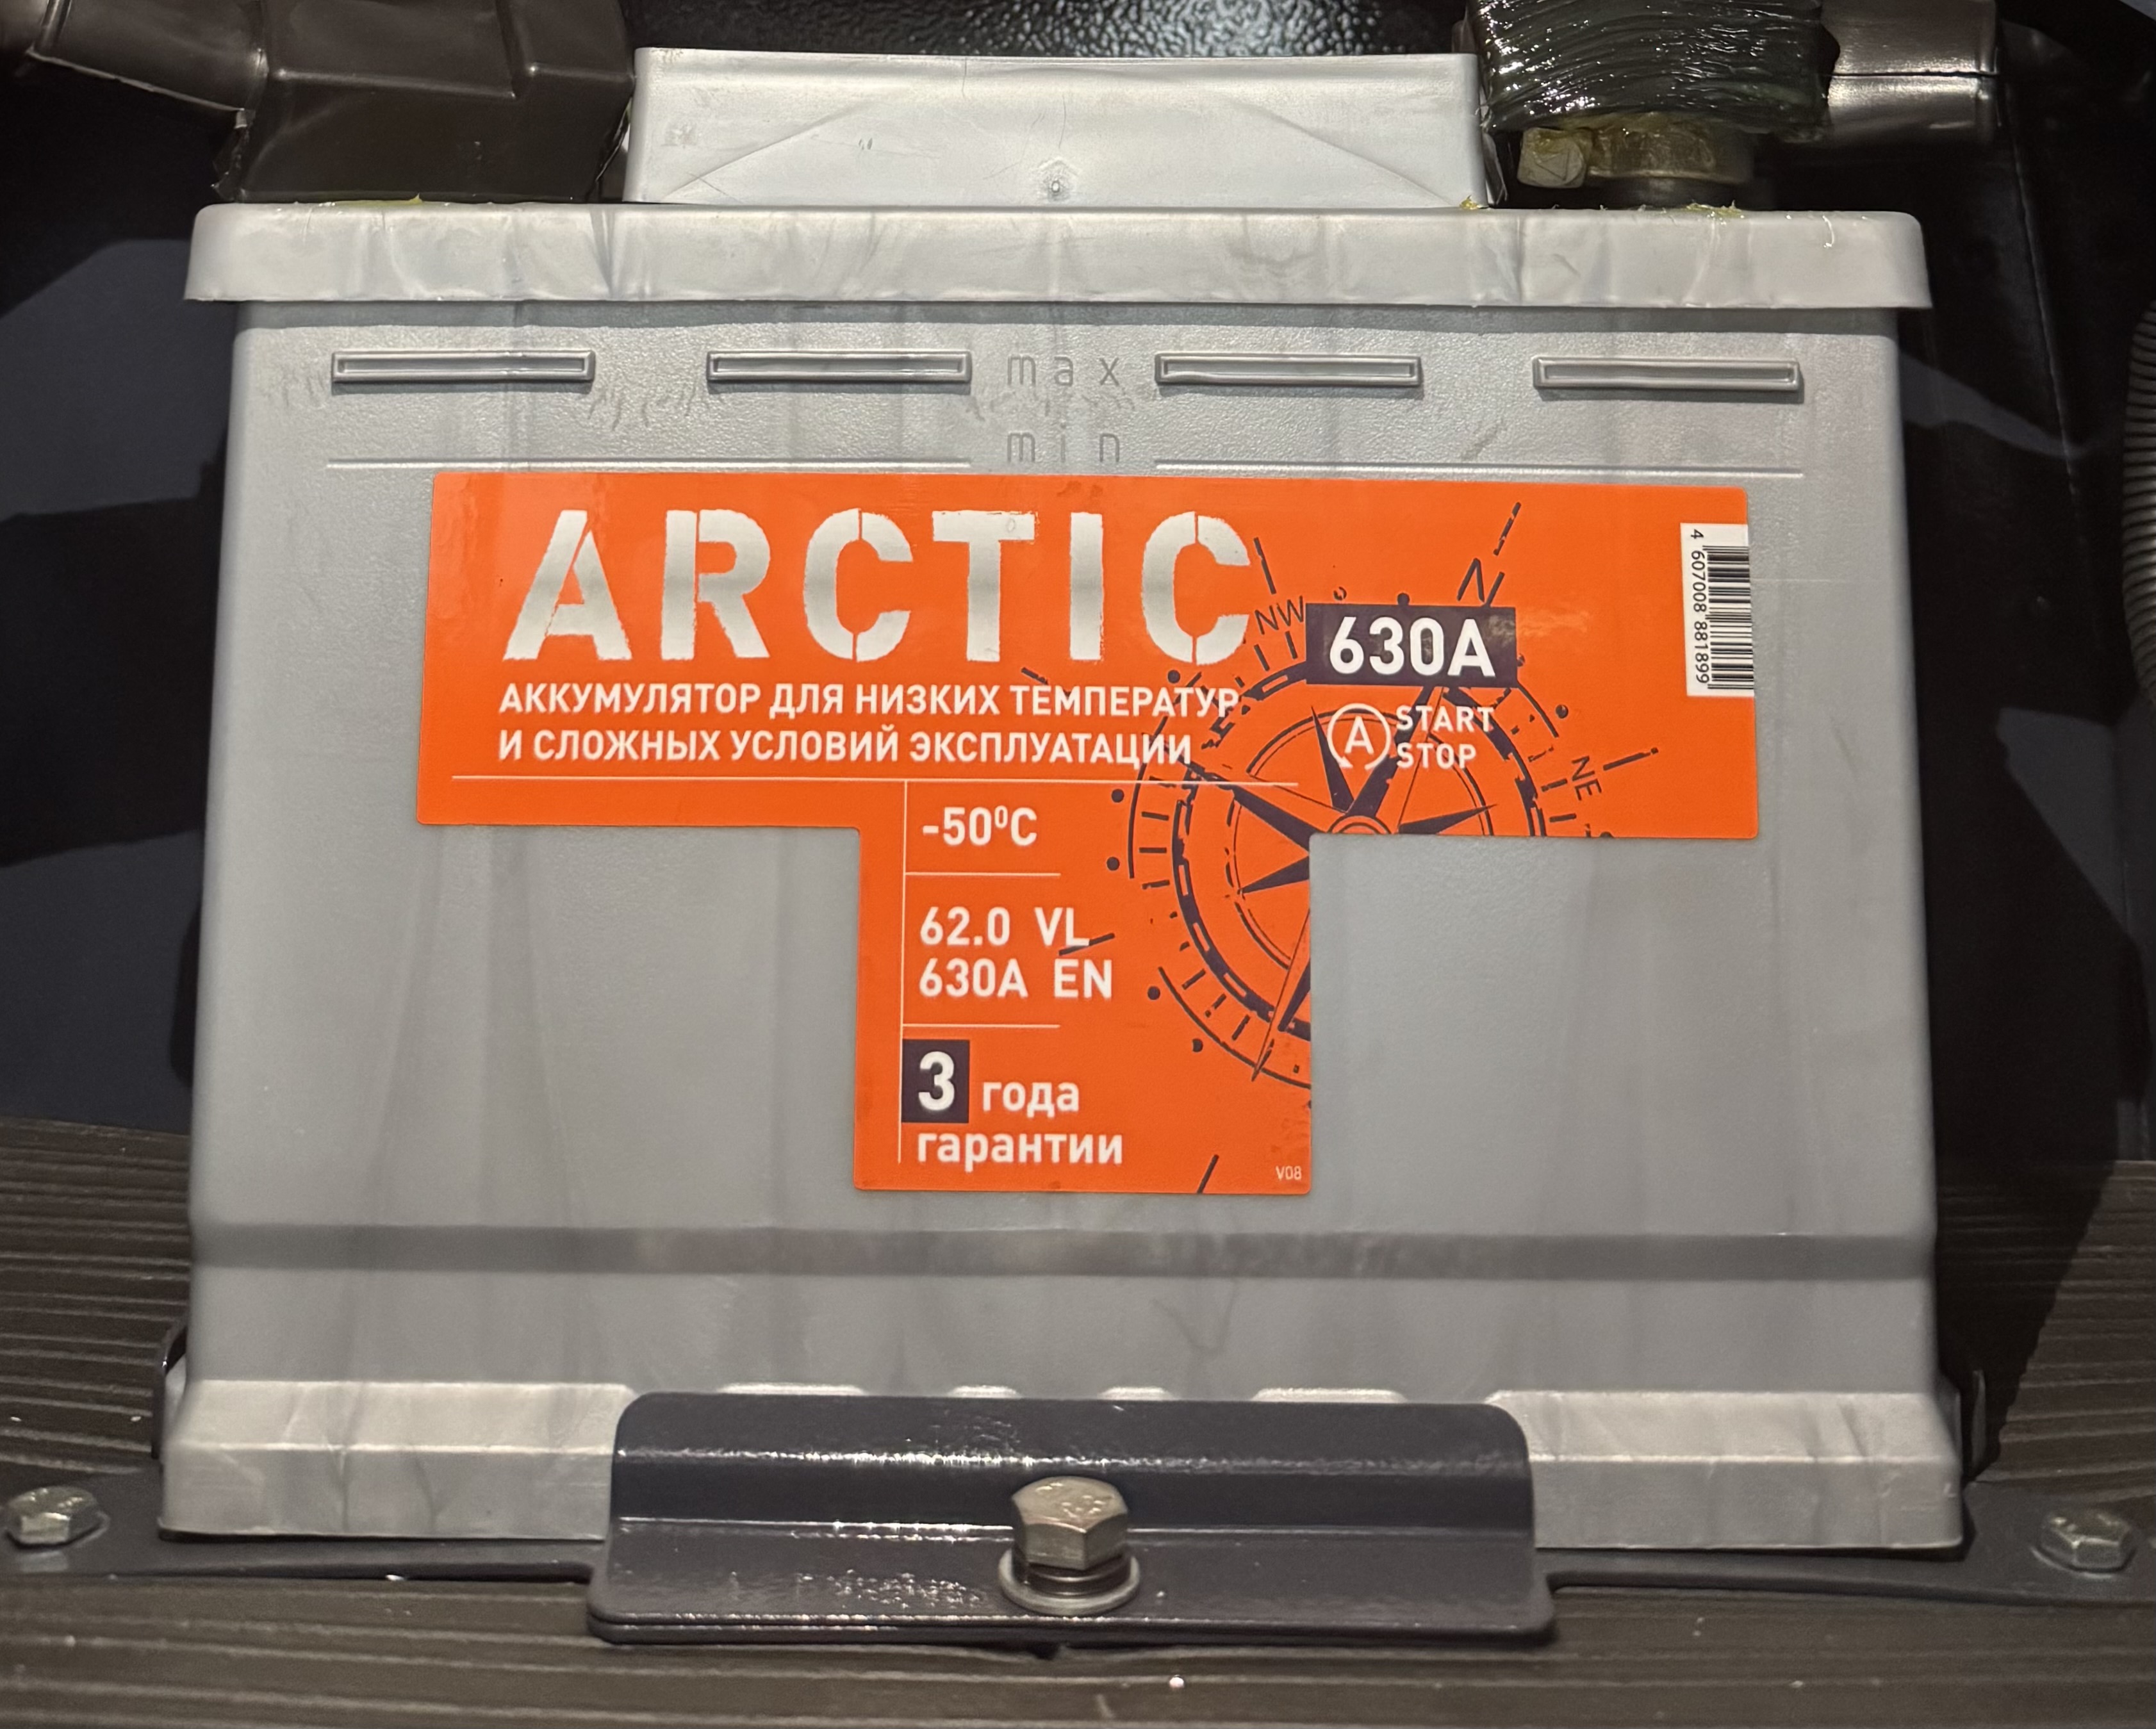 max
min
ARCTIC
АККУМУЛЯТОР ДЛЯ НИЗКИХ ТЕМПЕРАТУР
И СЛОЖНЫХ УСЛОВИЙ ЭКСПЛУАТАЦИИ
NW
N
NE
630A
A START
STOP
4 607008 881899
-50⁰C
62.0 VL
630A EN
3 года
гарантии
V08